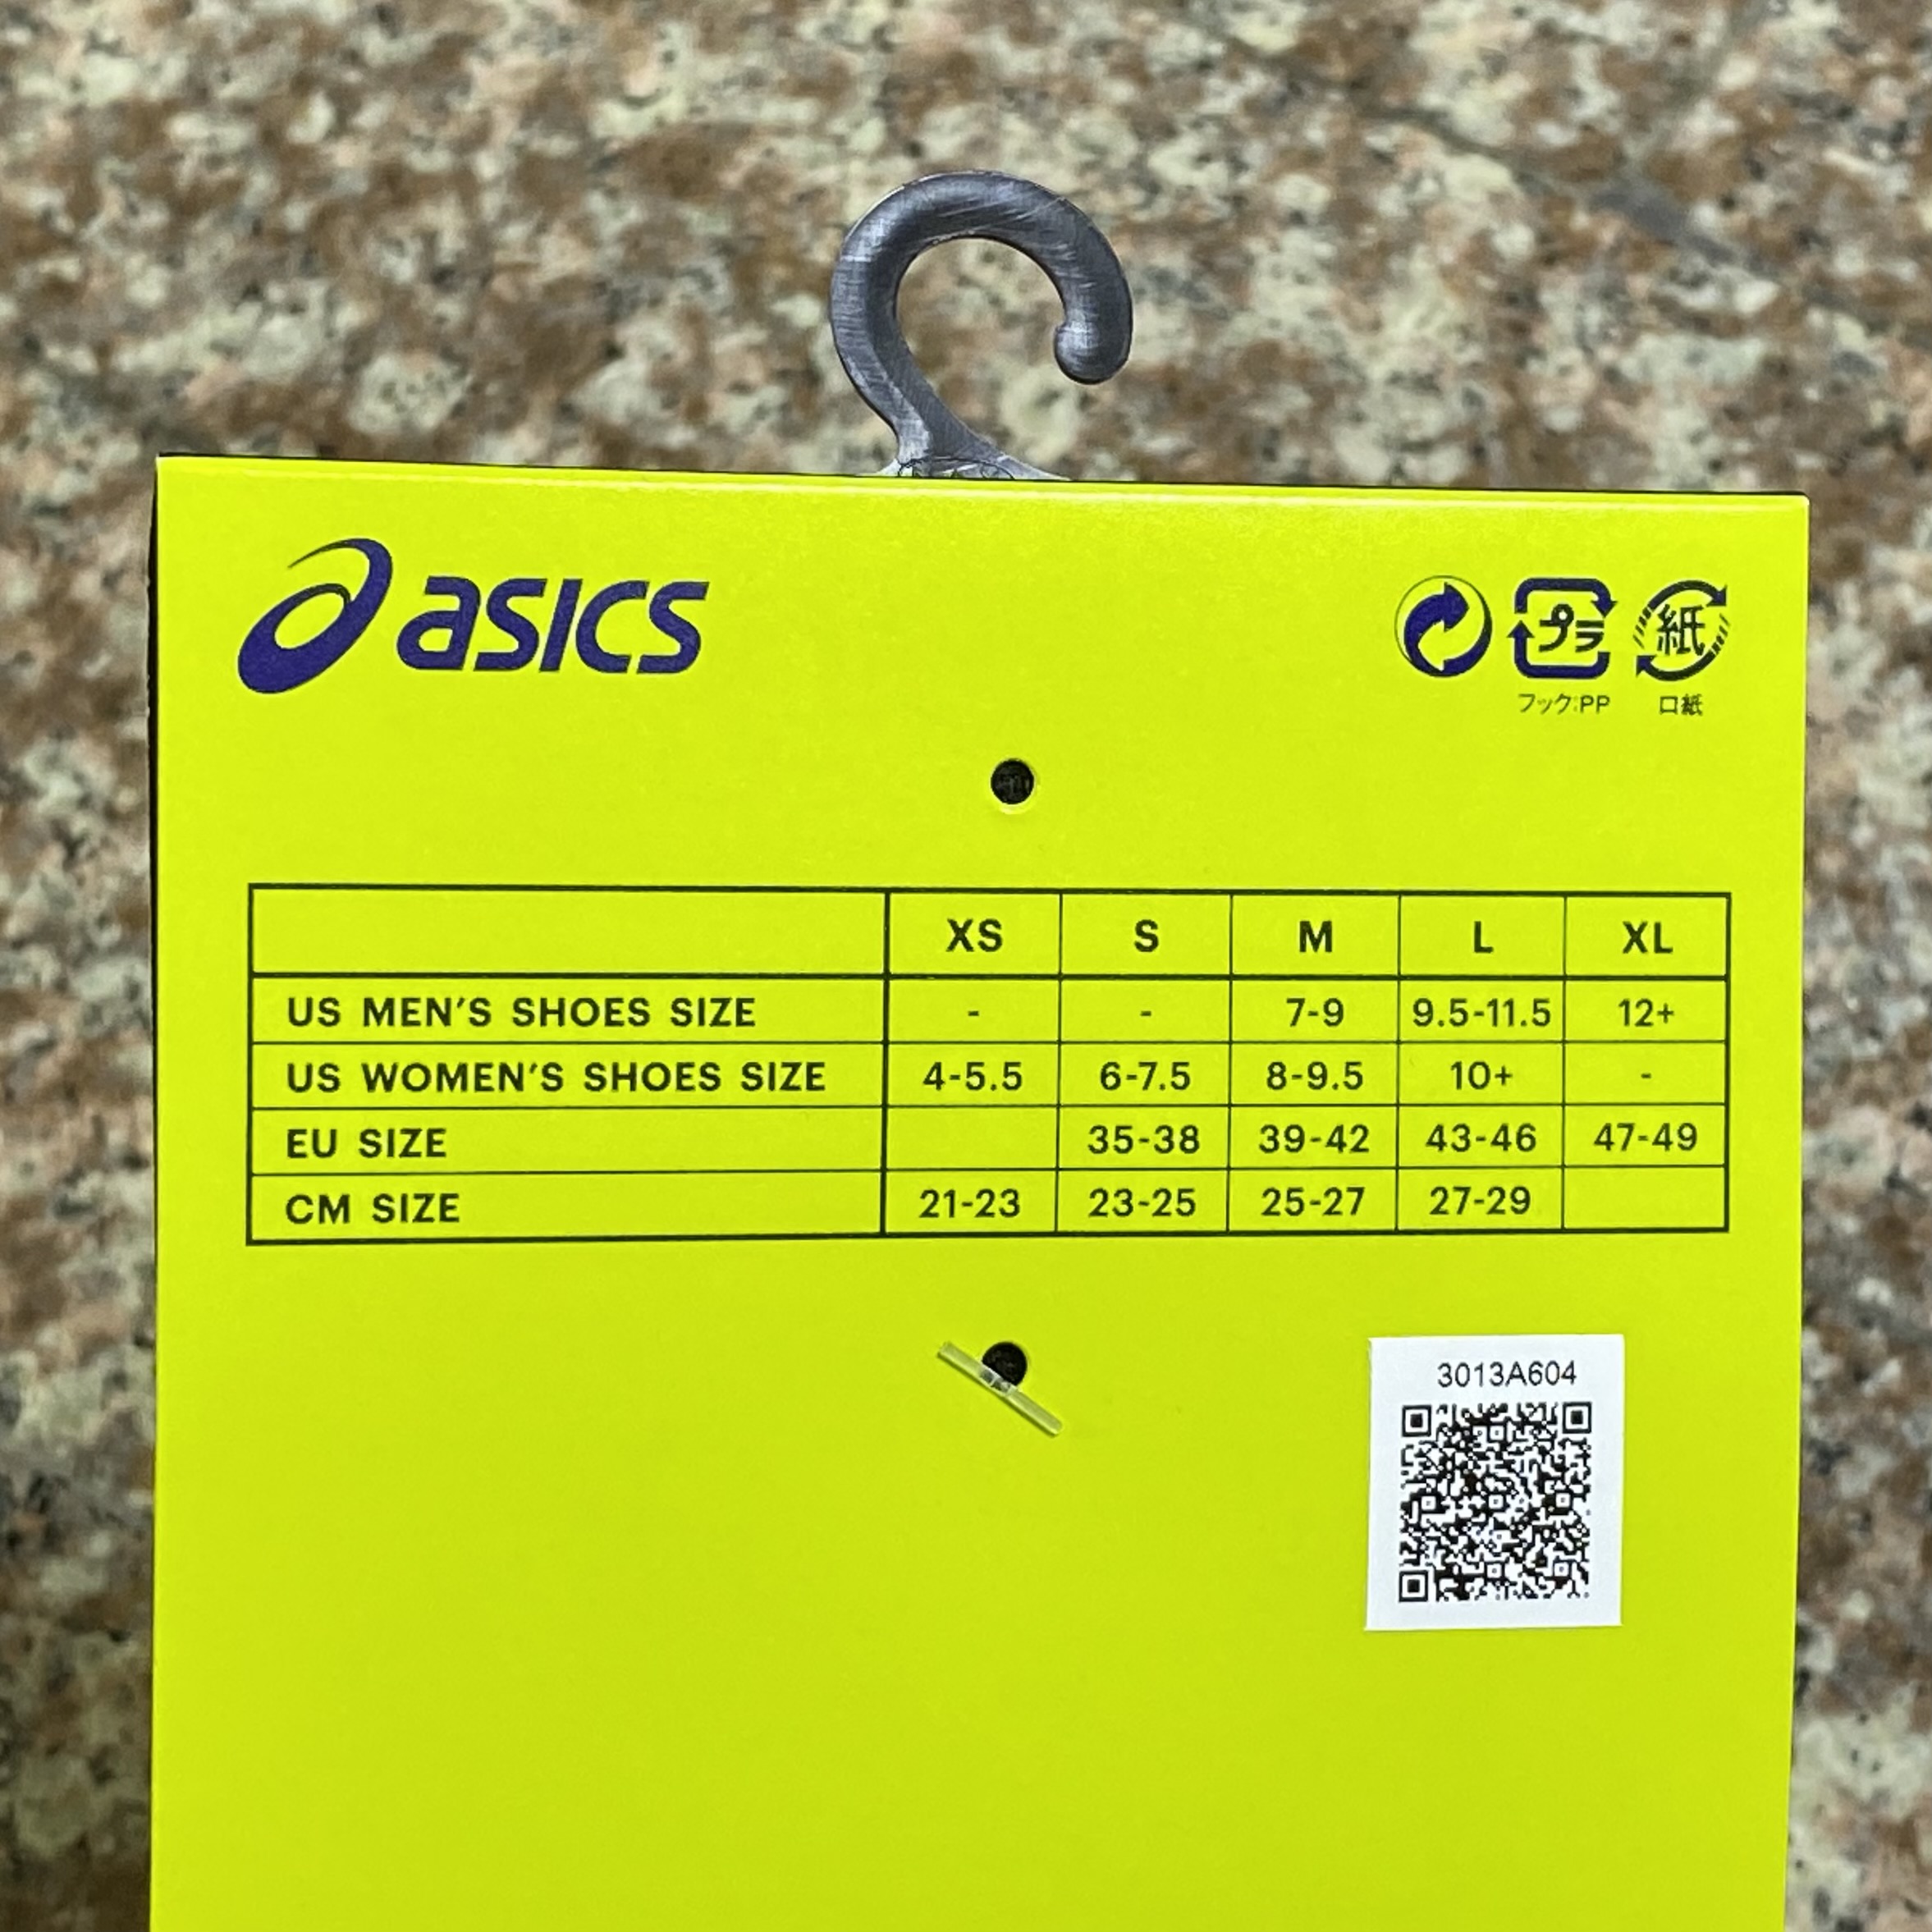 asics
プラ 紙
フック:PP 口紙
XS S M L XL
US MEN'S SHOES SIZE - - 7-9 9.5-11.5 12+
US WOMEN'S SHOES SIZE 4-5.5 6-7.5 8-9.5 10+ -
EU SIZE 35-38 39-42 43-46 47-49
CM SIZE 21-23 23-25 25-27 27-29
3013A604